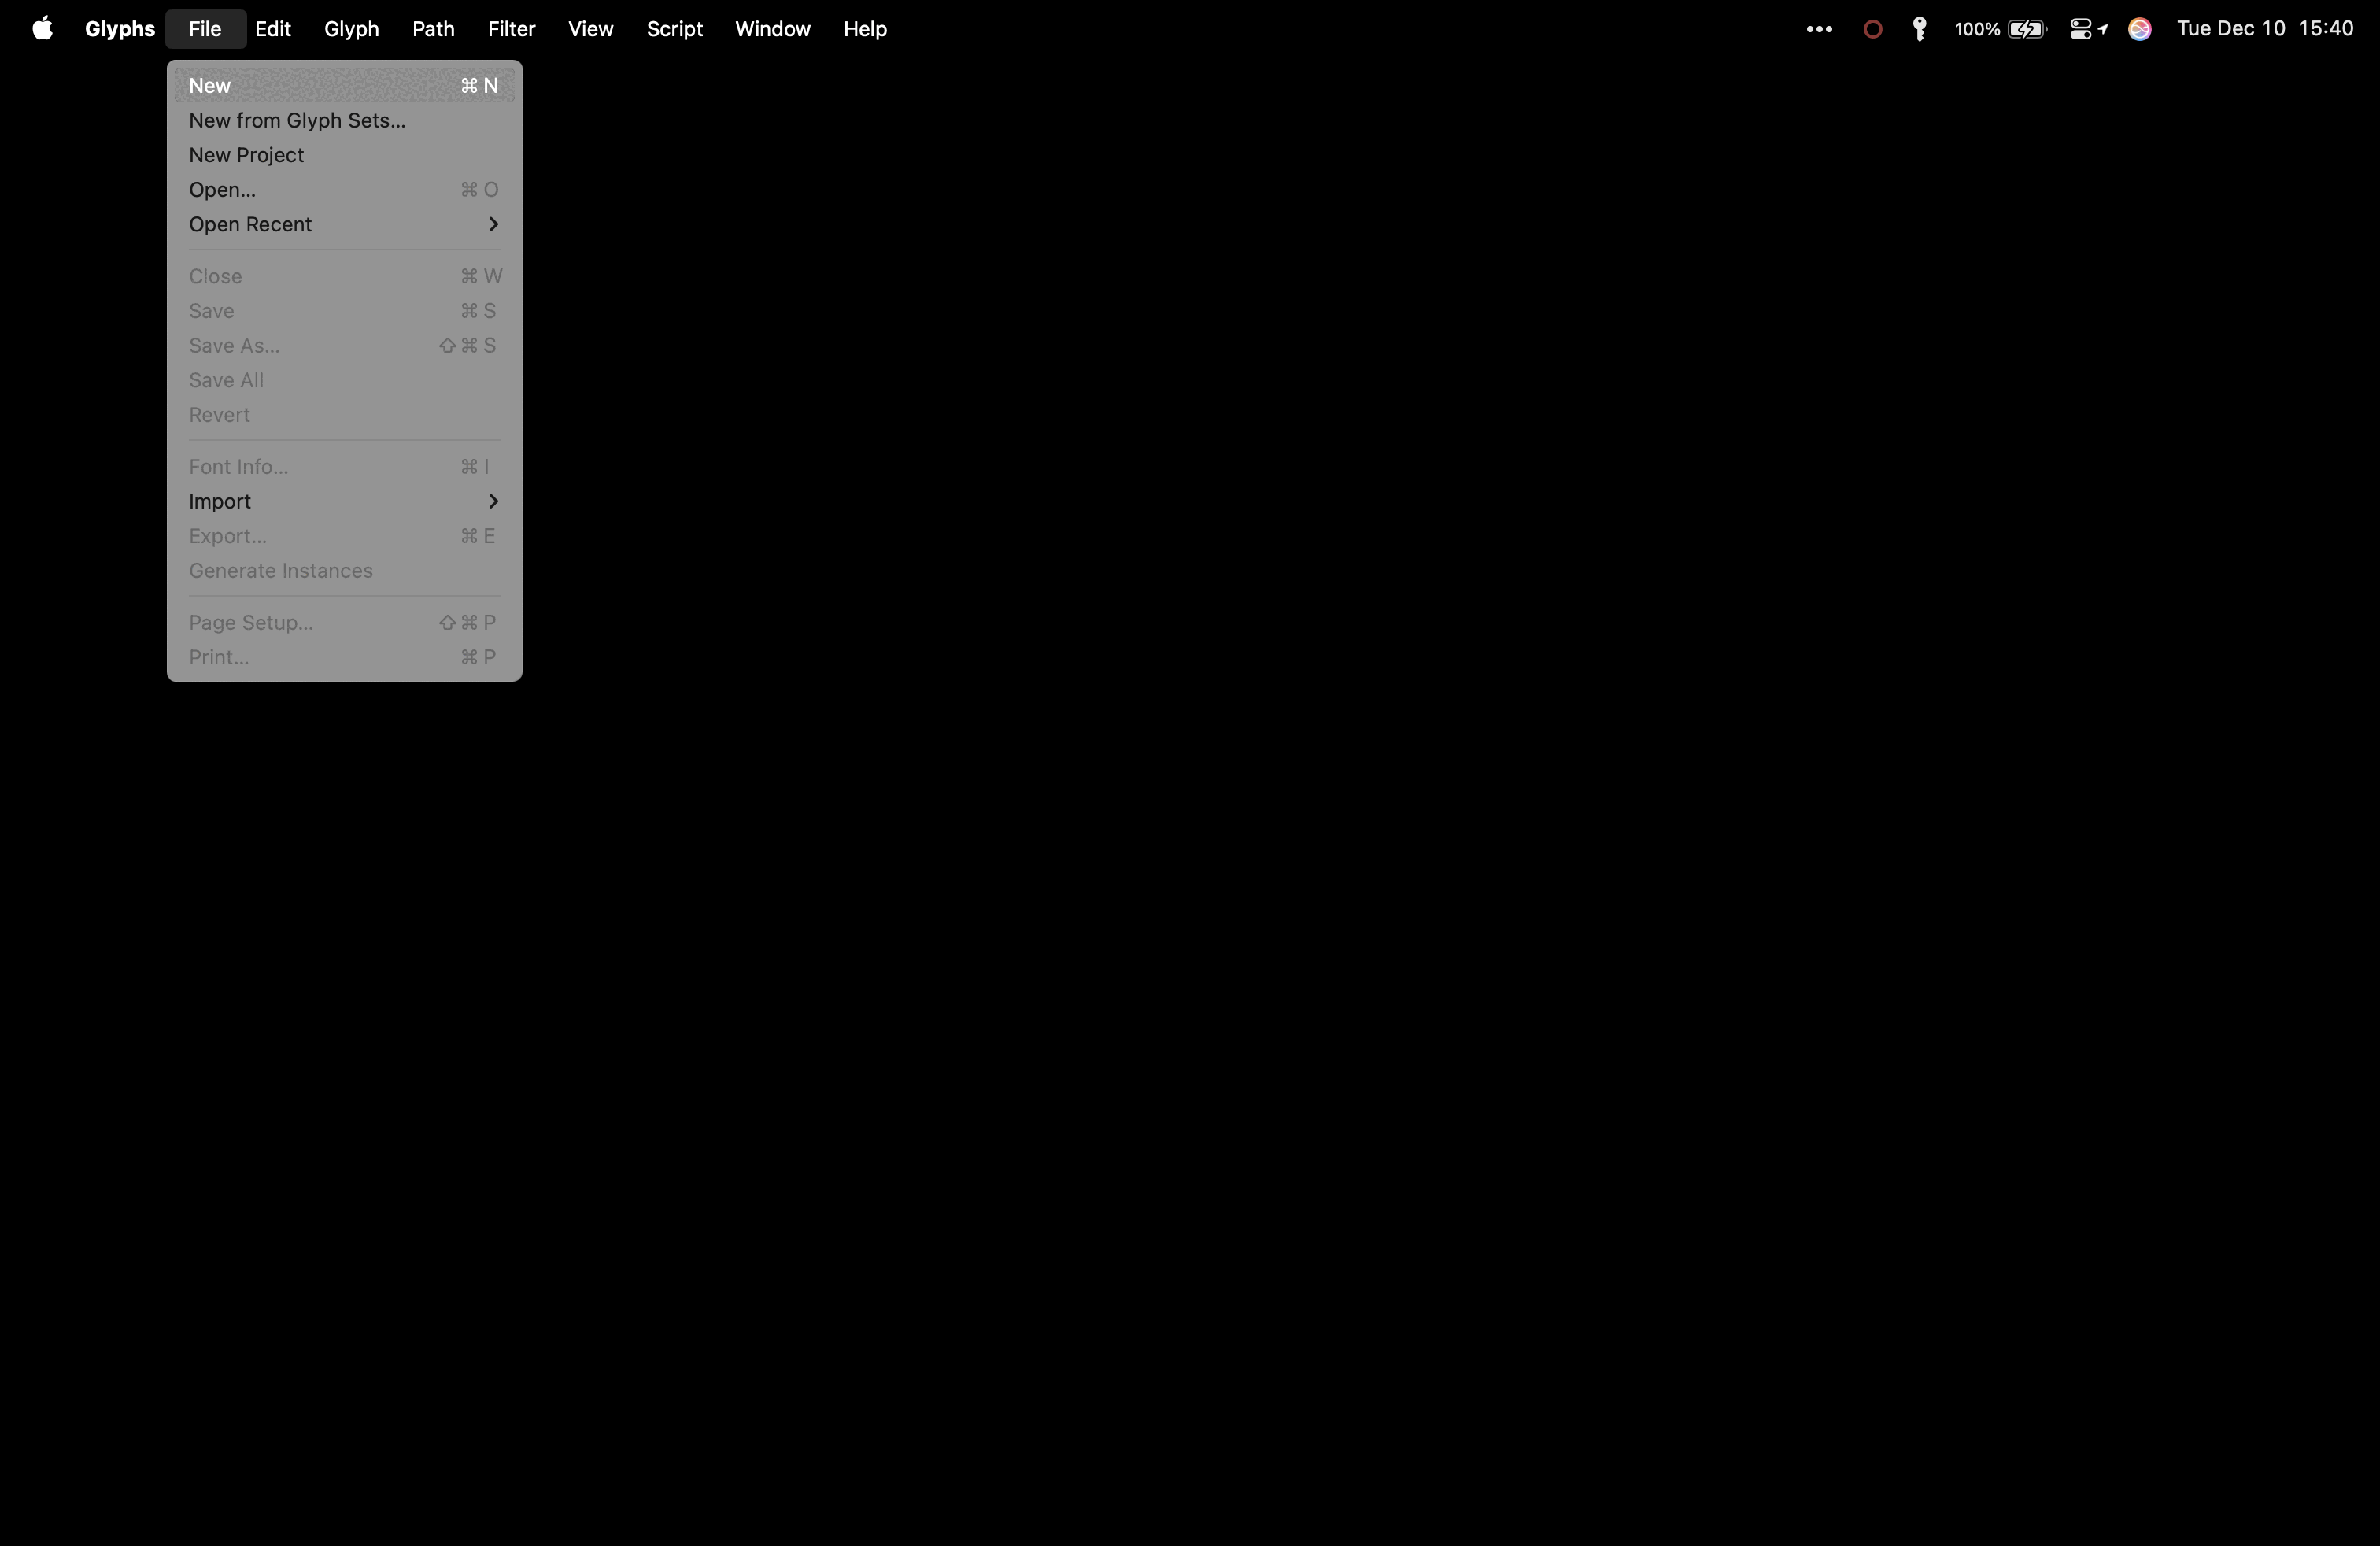 Glyphs File Edit Glyph Path Filter View Script Window Help 100% Tue Dec 10 15:40
New ⌘ N
New from Glyph Sets...
New Project
Open... ⌘ O
Open Recent
Close ⌘ W
Save ⌘ S
Save As... ⇧ ⌘ S
Save All
Revert
Font Info... ⌘ I
Import
Export... ⌘ E
Generate Instances
Page Setup... ⇧ ⌘ P
Print... ⌘ P